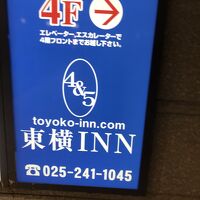 4F
エレベーター、エスカレーターで
4階フロントまでお越し下さい。
4&5
toyoko-inn.com
東横INN
☎025-241-1045